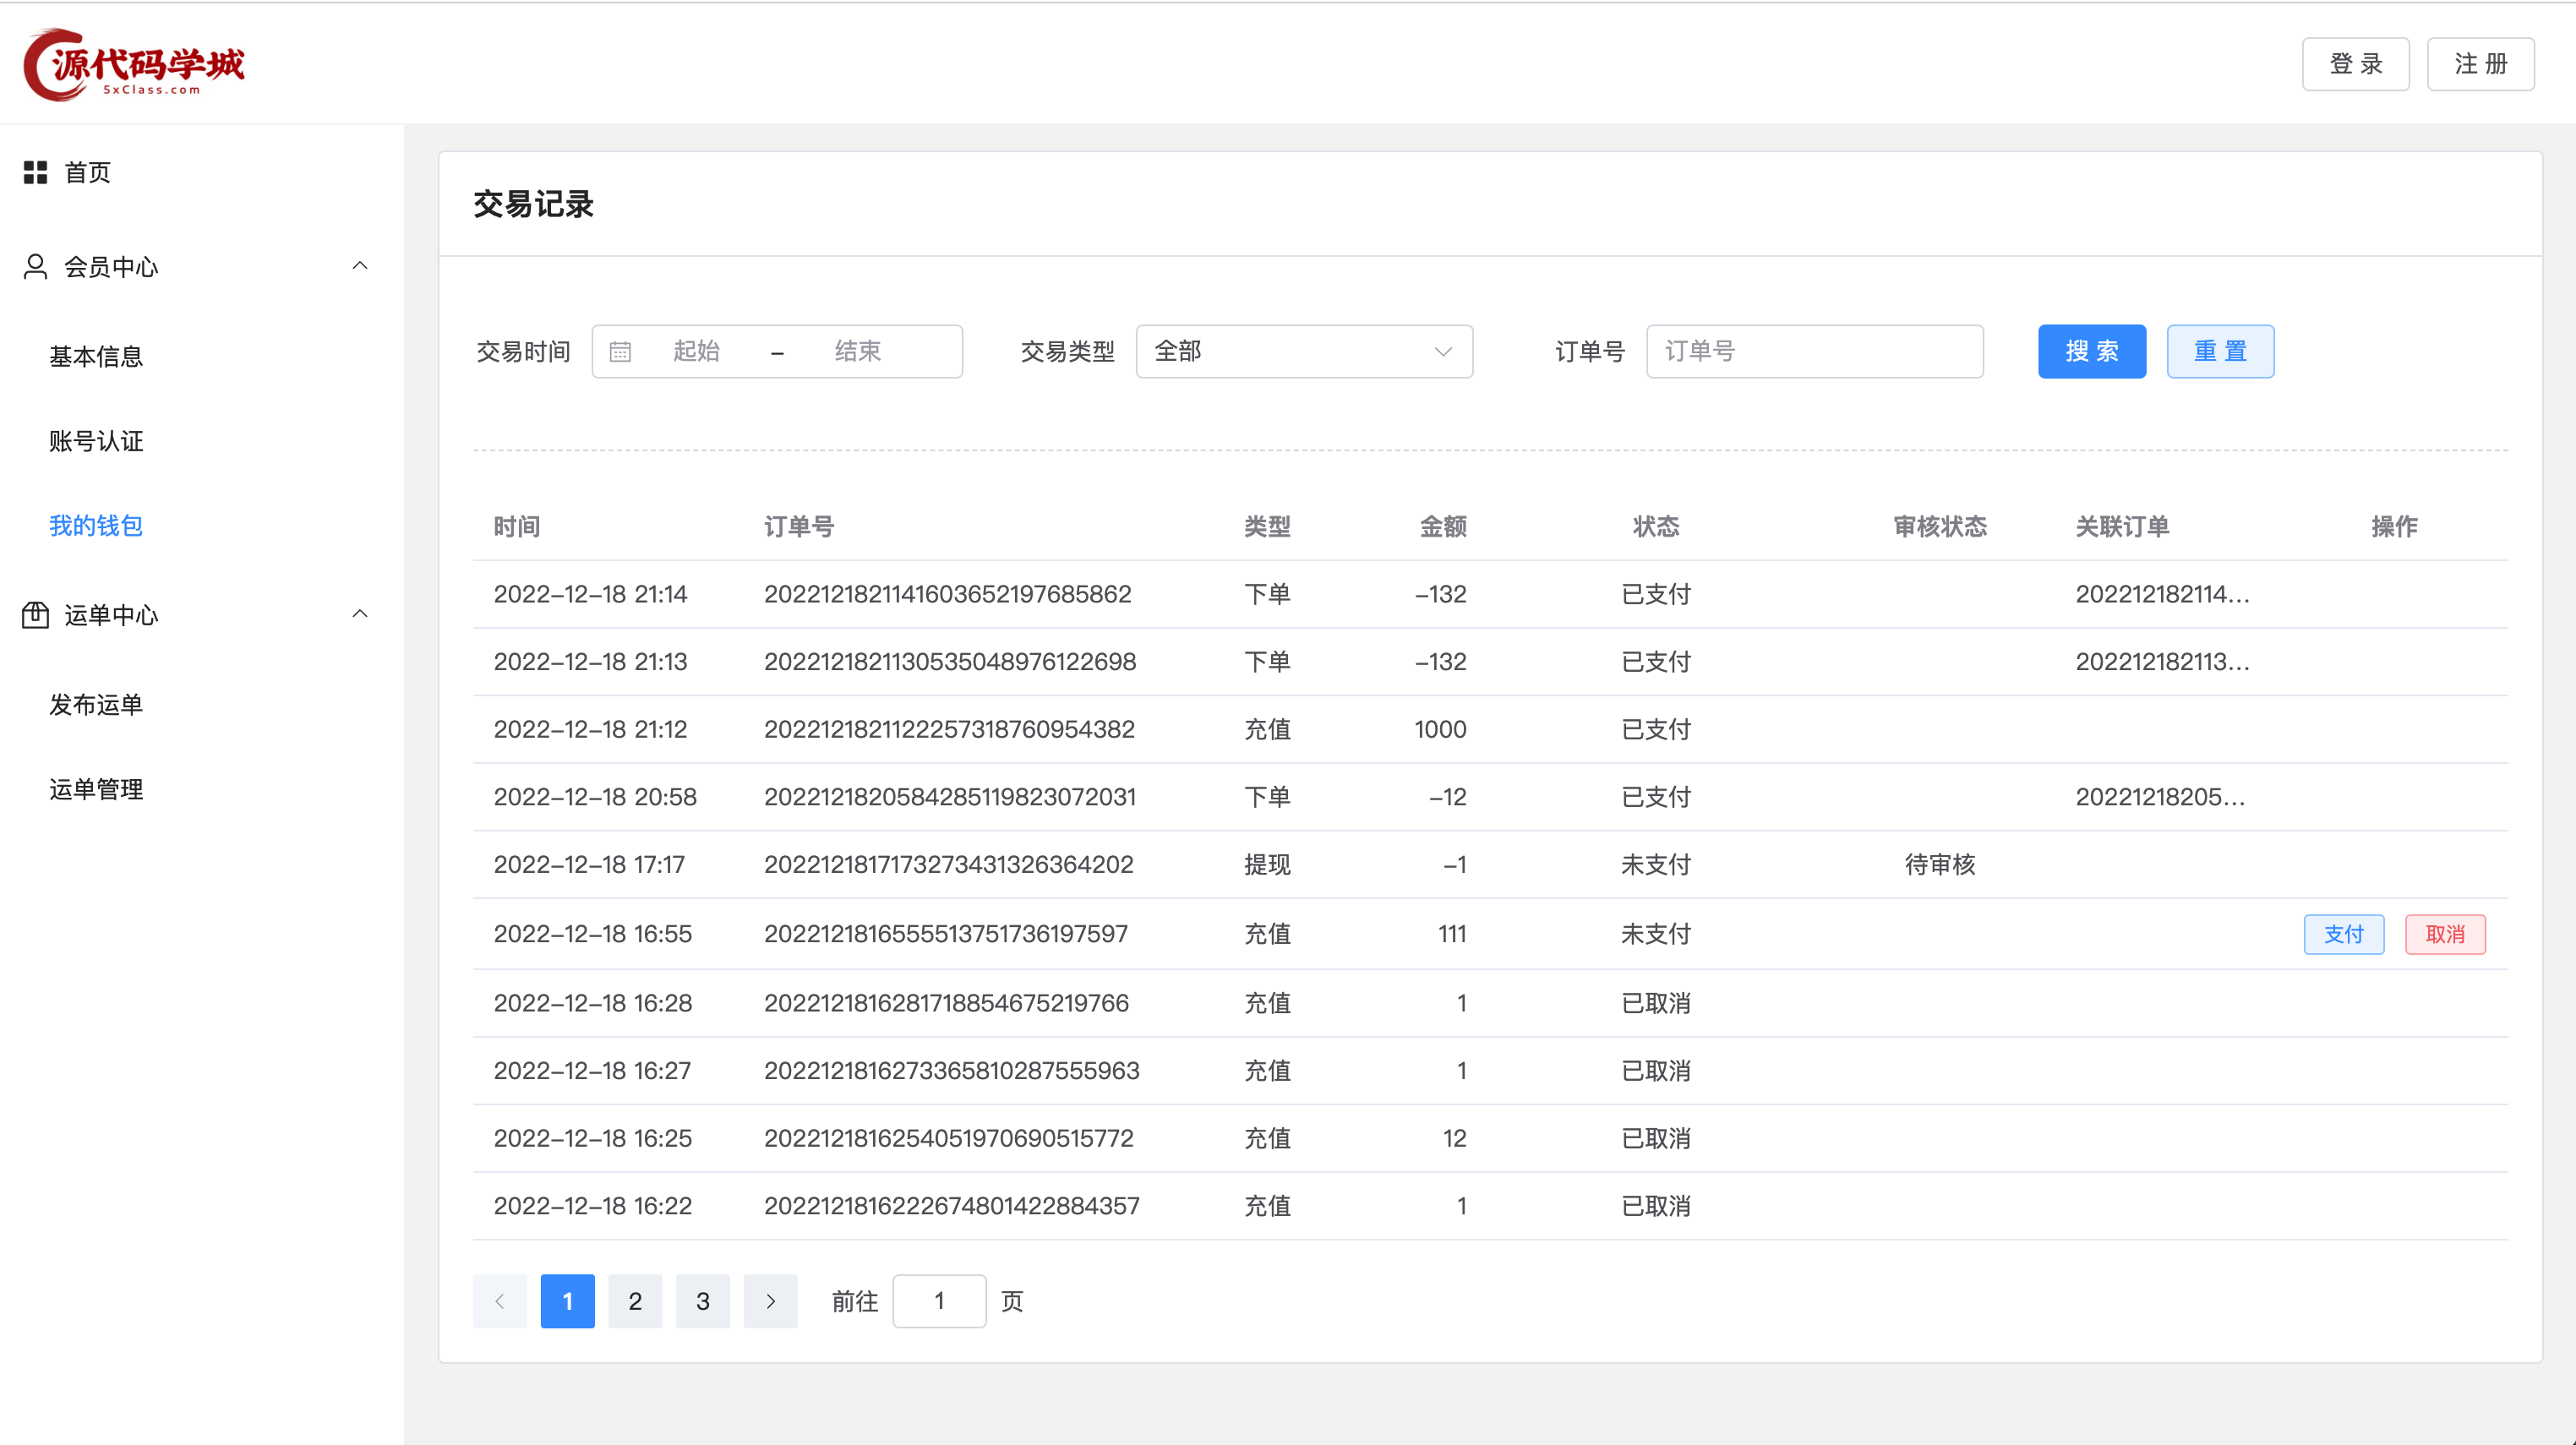 源代码学城
5xClass.com
登 录 注 册
首页
会员中心
基本信息
账号认证
我的钱包
运单中心
发布运单
运单管理
交易记录
交易时间 起始 – 结束 交易类型 全部 订单号 订单号 搜 索 重 置
时间 订单号 类型 金额 状态 审核状态 关联订单 操作
2022-12-18 21:14 2022121821141603652197685862 下单 -132 已支付 202212182114...
2022-12-18 21:13 2022121821130535048976122698 下单 -132 已支付 202212182113...
2022-12-18 21:12 2022121821122257318760954382 充值 1000 已支付
2022-12-18 20:58 2022121820584285119823072031 下单 -12 已支付 20221218205...
2022-12-18 17:17 2022121817173273431326364202 提现 -1 未支付 待审核
2022-12-18 16:55 2022121816555513751736197597 充值 111 未支付 支付 取消
2022-12-18 16:28 2022121816281718854675219766 充值 1 已取消
2022-12-18 16:27 2022121816273365810287555963 充值 1 已取消
2022-12-18 16:25 2022121816254051970690515772 充值 12 已取消
2022-12-18 16:22 2022121816222674801422884357 充值 1 已取消
1 2 3 前往 1 页